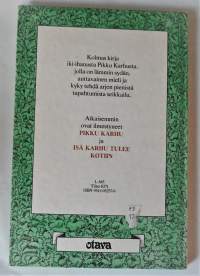 Kolmas kirja
iki-ihanasta Pikku Karhusta,
jolla on lämmin sydän,
auttavainen mieli ja
kyky tehdä arjen pienistä
tapahtumista seikkailu.
Aikaisemmin
ovat ilmestyneet
PIKKU KARHU
ja
ISÄ KARHU TULEE
KOTIIN
otava